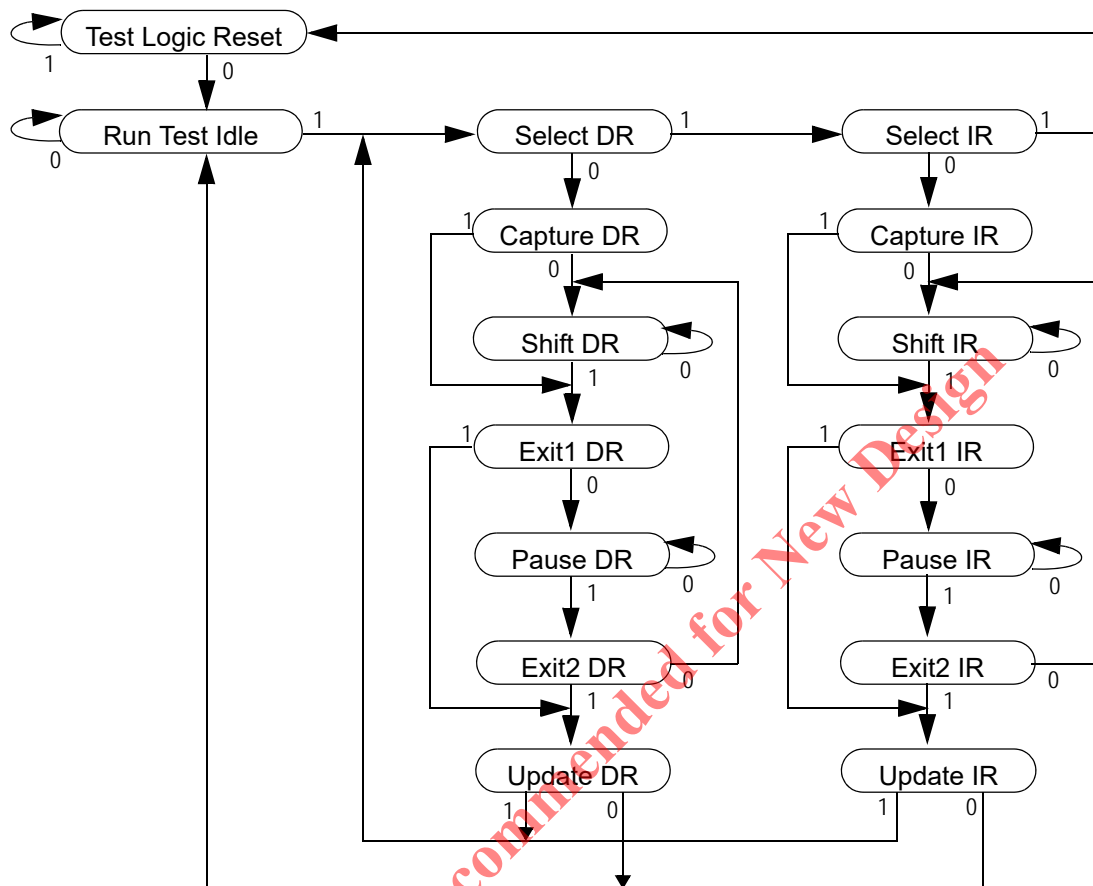 Test Logic Reset
1
0
Run Test Idle
1
0
Select DR
1
0
Select IR
1
0
1
Capture DR
0
1
Capture IR
0
Shift DR
0
1
Shift IR
0
1
1
Exit1 DR
0
1
Exit1 IR
0
Pause DR
0
1
Pause IR
0
1
Exit2 DR
0
1
Exit2 IR
0
1
Update DR
1
0
Update IR
1
0
commended for New Design